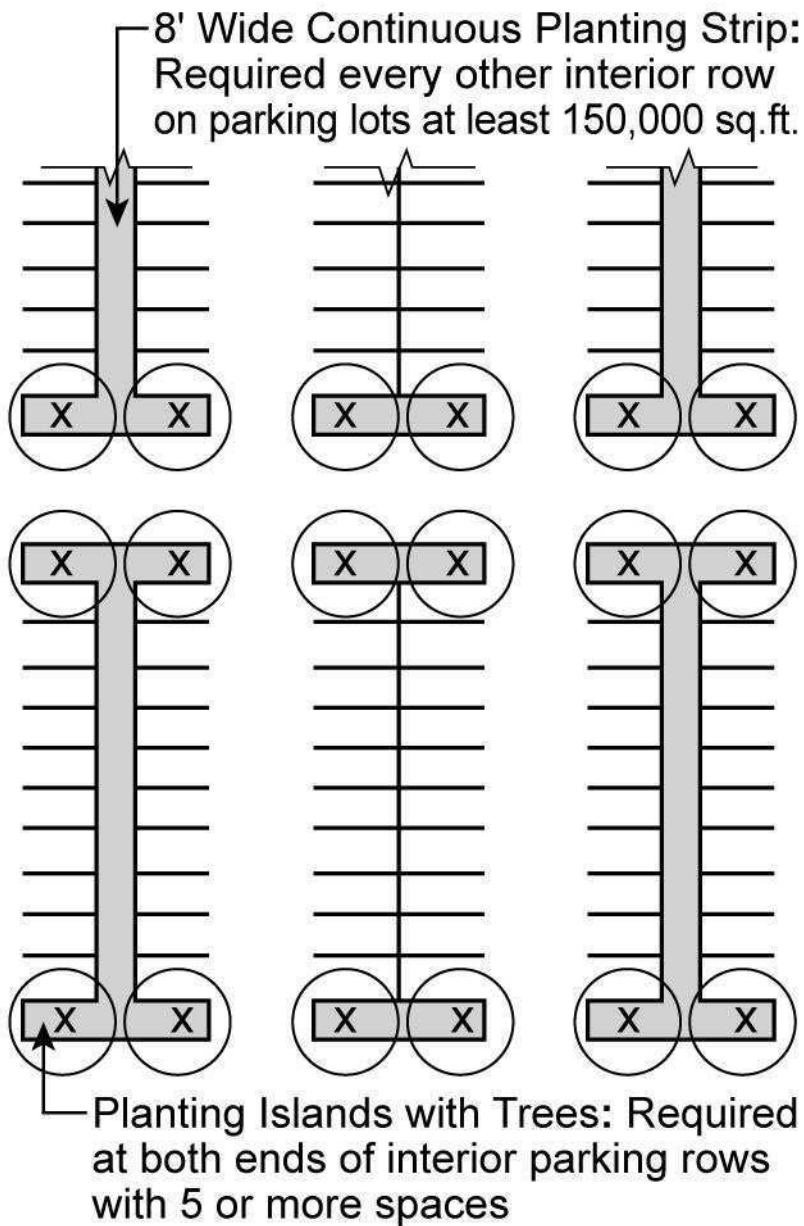 8' Wide Continuous Planting Strip:
Required every other interior row
on parking lots at least 150,000 sq.ft.
X X X X X X
X X X X X X
X X X X X X
Planting Islands with Trees: Required
at both ends of interior parking rows
with 5 or more spaces